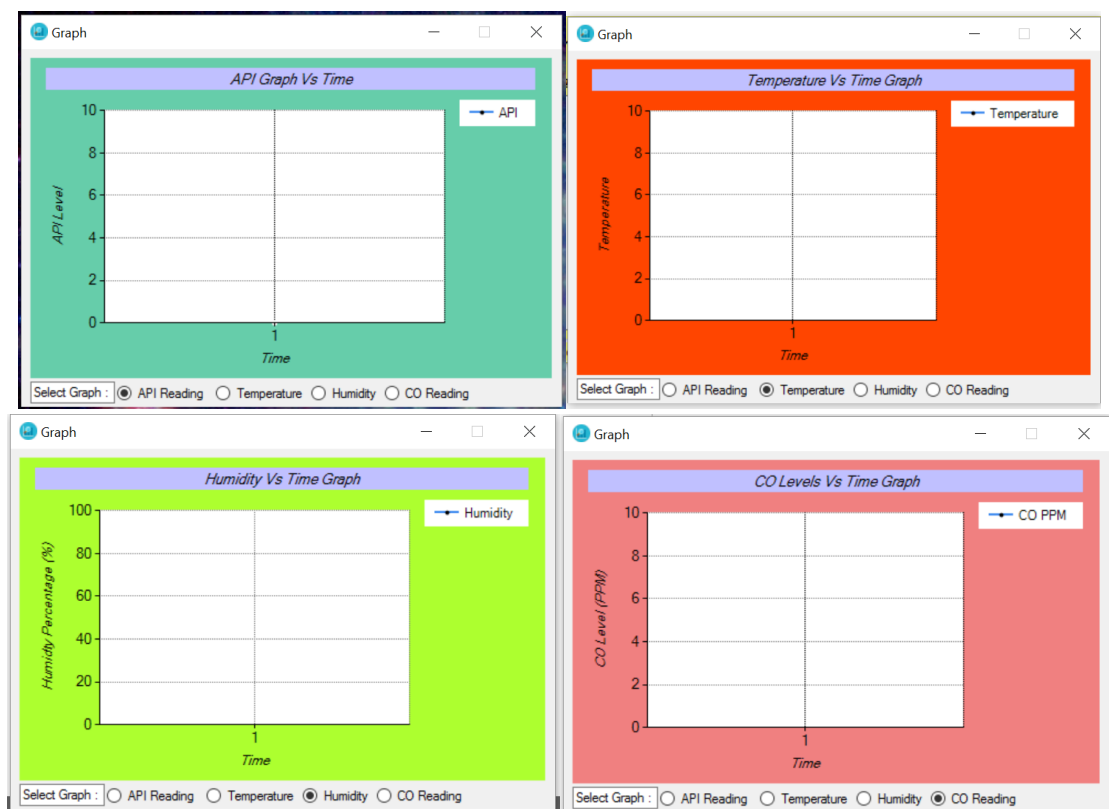 Graph
API Graph Vs Time
API
10
8
6
4
2
0
API Level
1
Time
Select Graph : API Reading Temperature Humidity CO Reading
Graph
Temperature Vs Time Graph
Temperature
10
8
6
4
2
0
Temperature
1
Time
Select Graph : API Reading Temperature Humidity CO Reading
Graph
Humidity Vs Time Graph
Humidity
100
80
60
40
20
0
Humidty Percentage (%)
1
Time
Select Graph : API Reading Temperature Humidity CO Reading
Graph
CO Levels Vs Time Graph
CO PPM
10
8
6
4
2
0
CO Level (PPM)
1
Time
Select Graph : API Reading Temperature Humidity CO Reading